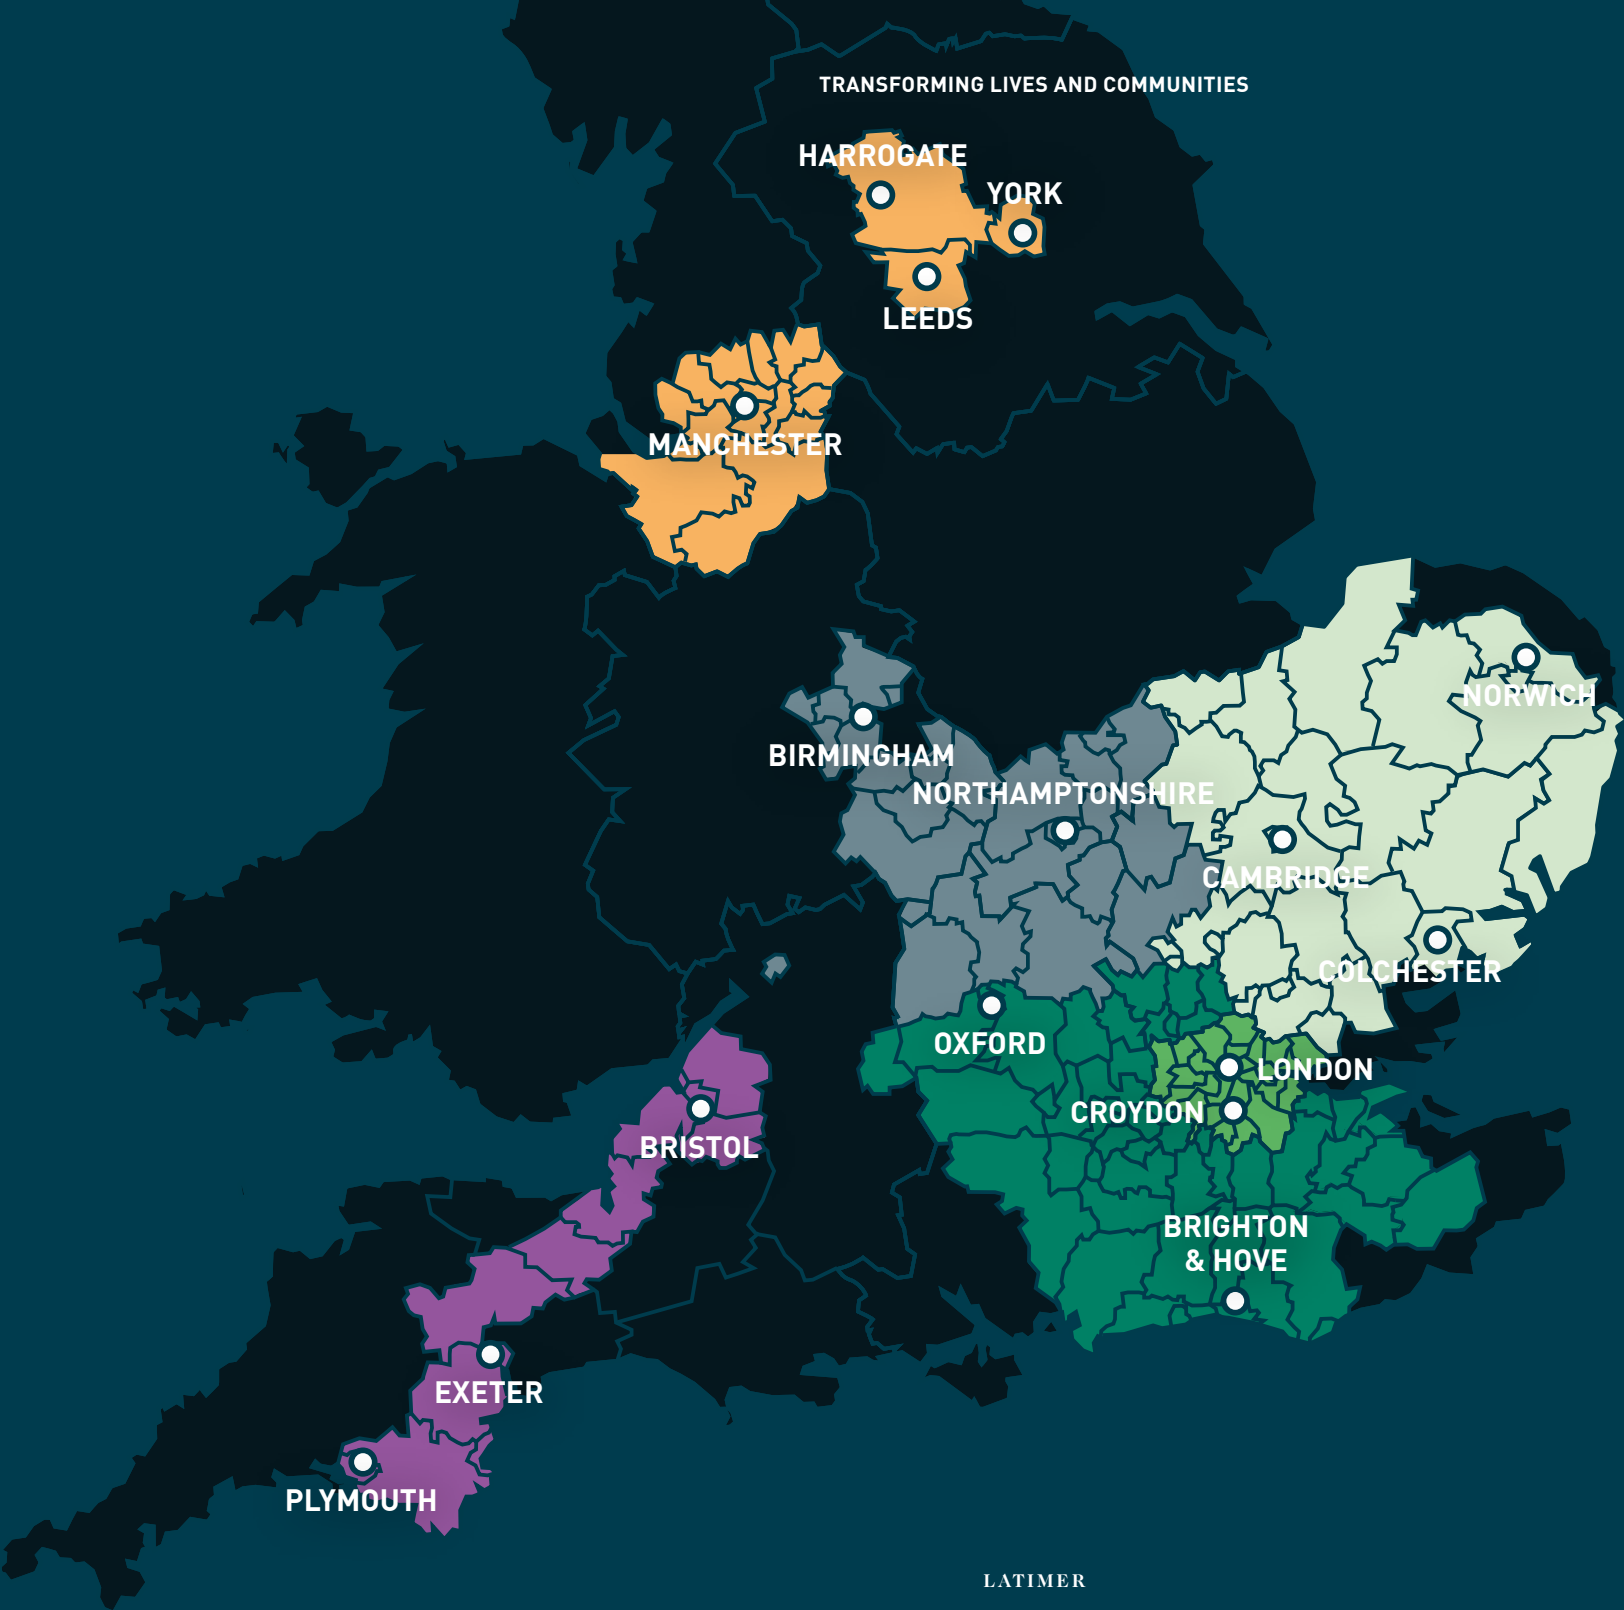 TRANSFORMING LIVES AND COMMUNITIES
HARROGATE
YORK
LEEDS
MANCHESTER
NORWICH
BIRMINGHAM
NORTHAMPTONSHIRE
CAMBRIDGE
COLCHESTER
OXFORD
LONDON
CROYDON
BRISTOL
BRIGHTON
& HOVE
EXETER
PLYMOUTH
LATIMER